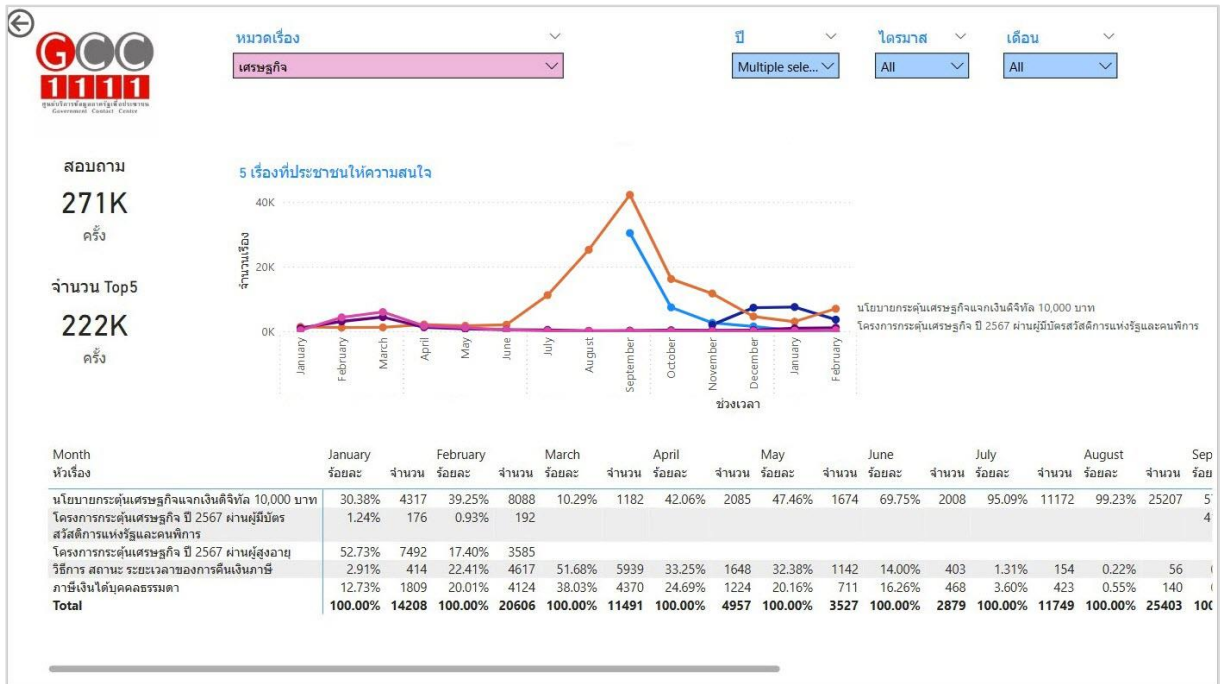 หมวดเรื่อง
เศรษฐกิจ
ปี
Multiple sele...
ไตรมาส
All
เดือน
All
GCC
1111
ศูนย์บริการข้อมูลภาครัฐเพื่อประชาชน
Government Contact Center
สอบถาม
271K
ครั้ง
จำนวน Top5
222K
ครั้ง
5 เรื่องที่ประชาชนให้ความสนใจ
จำนวนเรื่อง
40K
20K
0K
January
February
March
April
May
June
July
August
September
October
November
December
January
February
ช่วงเวลา
นโยบายกระตุ้นเศรษฐกิจแจกเงินดิจิทัล 10,000 บาท
โครงการกระตุ้นเศรษฐกิจ ปี 2567 ผ่านผู้มีบัตรสวัสดิการแห่งรัฐและคนพิการ
Month January February March April May June July August Sep
หัวเรื่อง ร้อยละ จำนวน ร้อยละ จำนวน ร้อยละ จำนวน ร้อยละ จำนวน ร้อยละ จำนวน ร้อยละ จำนวน ร้อยละ จำนวน ร้อยละ จำนวน
นโยบายกระตุ้นเศรษฐกิจแจกเงินดิจิทัล 10,000 บาท 30.38% 4317 39.25% 8088 10.29% 1182 42.06% 2085 47.46% 1674 69.75% 2008 95.09% 11172 99.23% 25207
โครงการกระตุ้นเศรษฐกิจ ปี 2567 ผ่านผู้มีบัตร 1.24% 176 0.93% 192
สวัสดิการแห่งรัฐและคนพิการ
โครงการกระตุ้นเศรษฐกิจ ปี 2567 ผ่านผู้สูงอายุ 52.73% 7492 17.40% 3585
วิธีการ สถานะ ระยะเวลาของการคืนเงินภาษี 2.91% 414 22.41% 4617 51.68% 5939 33.25% 1648 32.38% 1142 14.00% 403 1.31% 154 0.22% 56
ภาษีเงินได้บุคคลธรรมดา 12.73% 1809 20.01% 4124 38.03% 4370 24.69% 1224 20.16% 711 16.26% 468 3.60% 423 0.55% 140
Total 100.00% 14208 100.00% 20606 100.00% 11491 100.00% 4957 100.00% 3527 100.00% 2879 100.00% 11749 100.00% 25403